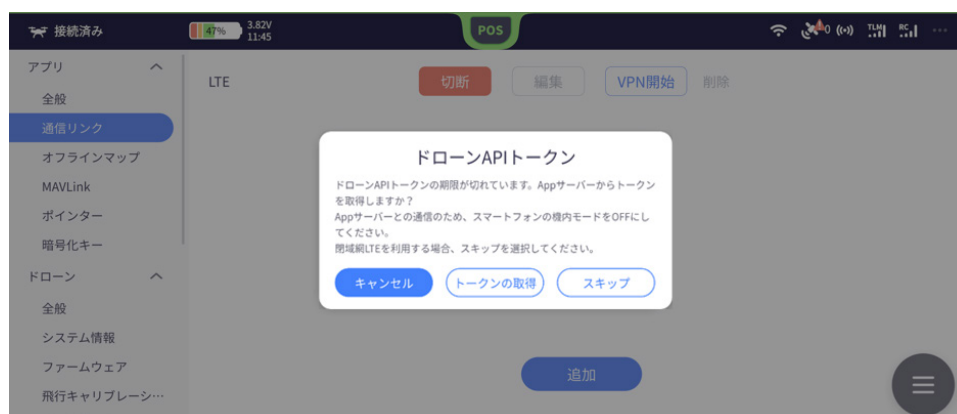 接続済み
47%
3.82V
11:45
POS
0
TLM
RC
アプリ
全般
通信リンク
オフラインマップ
MAVLink
ポインター
暗号化キー
ドローン
全般
システム情報
ファームウェア
飛行キャリブレーシ…
LTE
切断
編集
VPN開始
削除
ドローンAPIトークン
ドローンAPIトークンの期限が切れています。Appサーバーからトークン
を取得しますか？
Appサーバーとの通信のため、スマートフォンの機内モードをOFFにし
てください。
閉域網LTEを利用する場合、スキップを選択してください。
キャンセル
トークンの取得
スキップ
追加